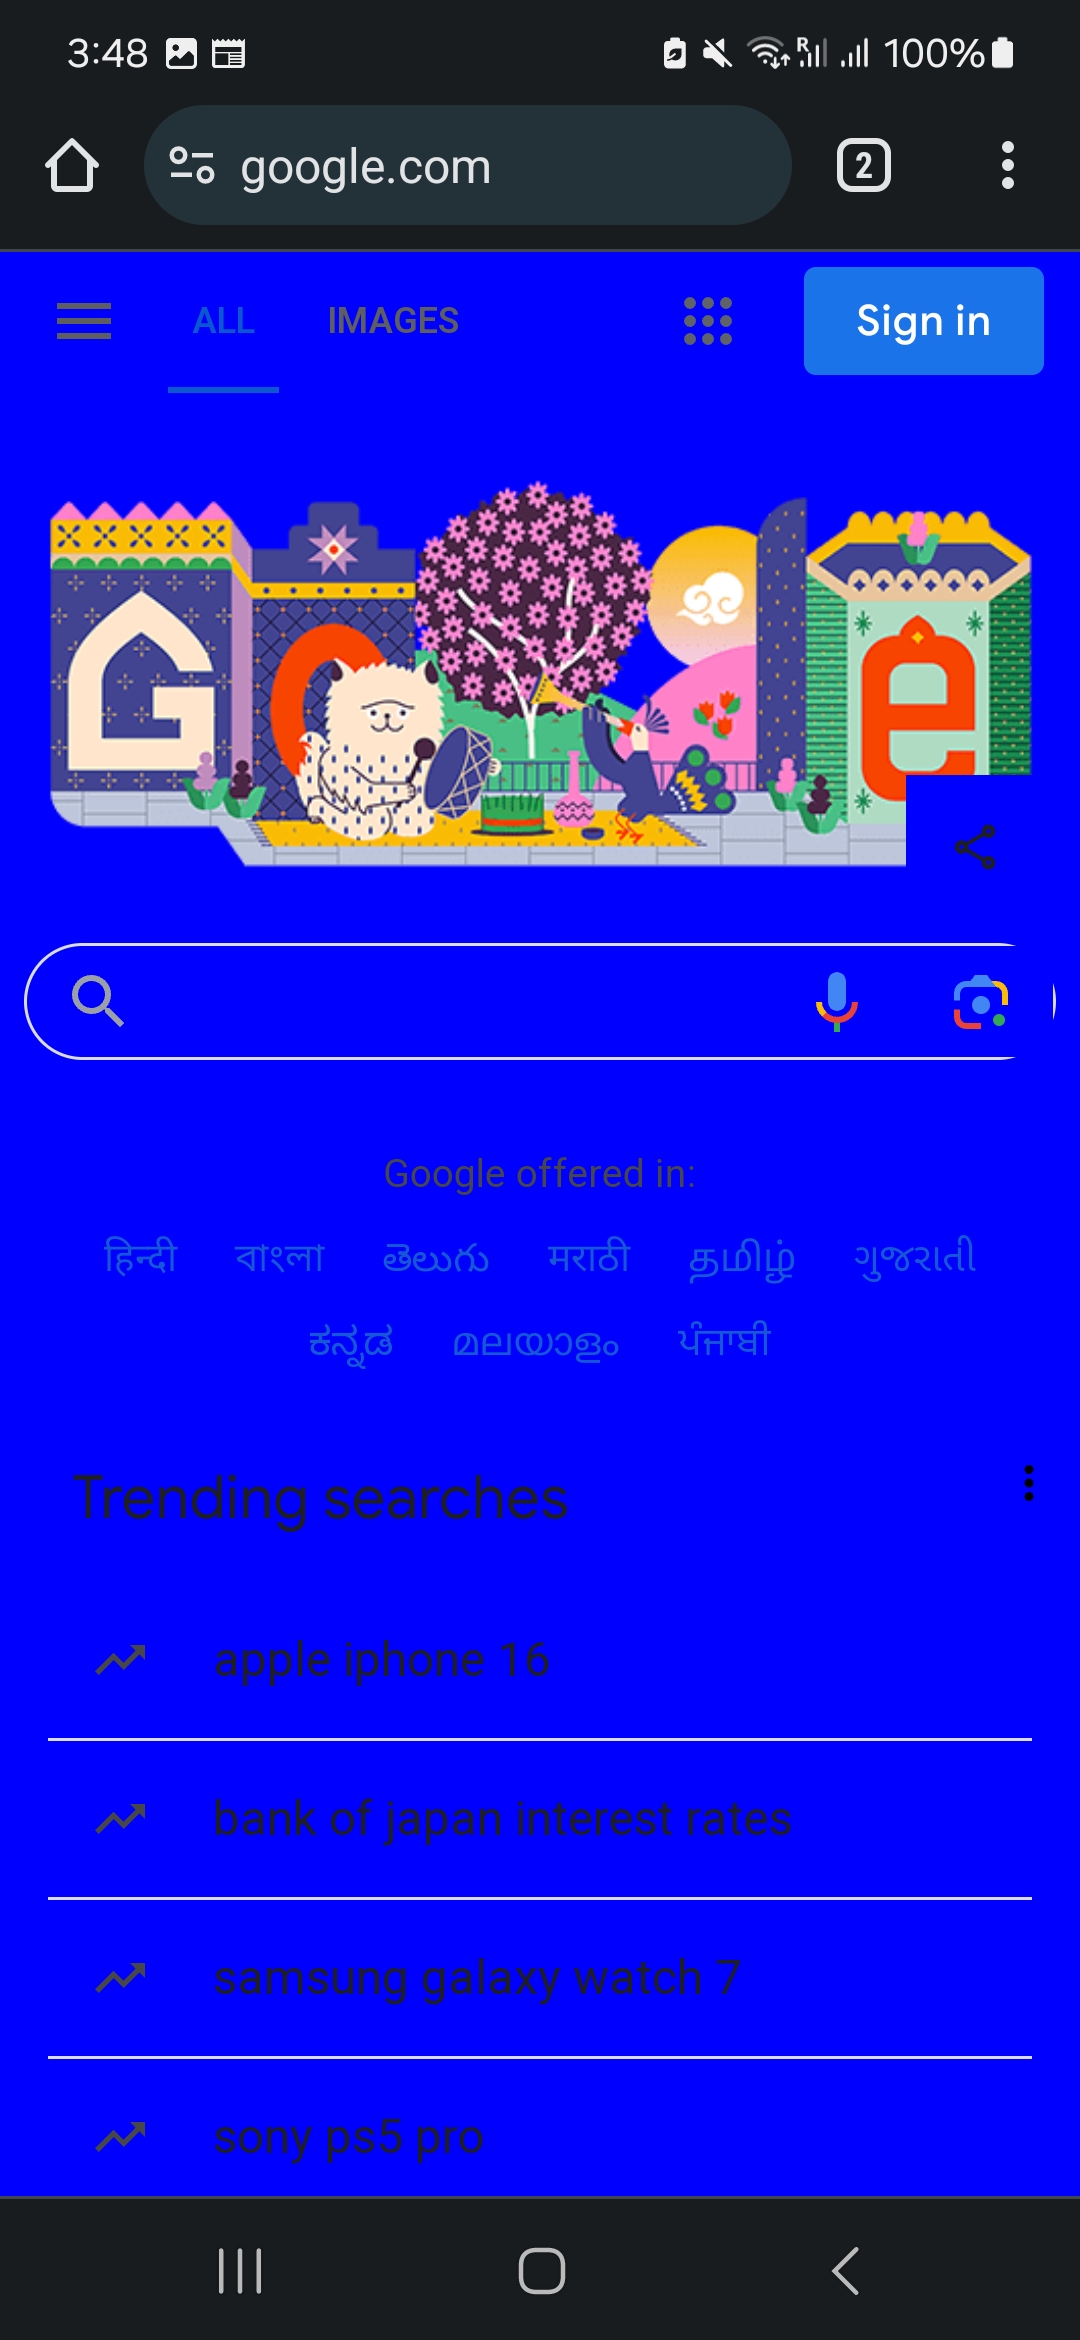 3:48 100%
google.com 2
ALL IMAGES Sign in
G e
Google offered in:
हिन्दी বাংলা తెలుగు मराठी தமிழ் ગુજરાતી
ಕನ್ನಡ മലയാളം ਪੰਜਾਬੀ
Trending searches
apple iphone 16
bank of japan interest rates
samsung galaxy watch 7
sony ps5 pro